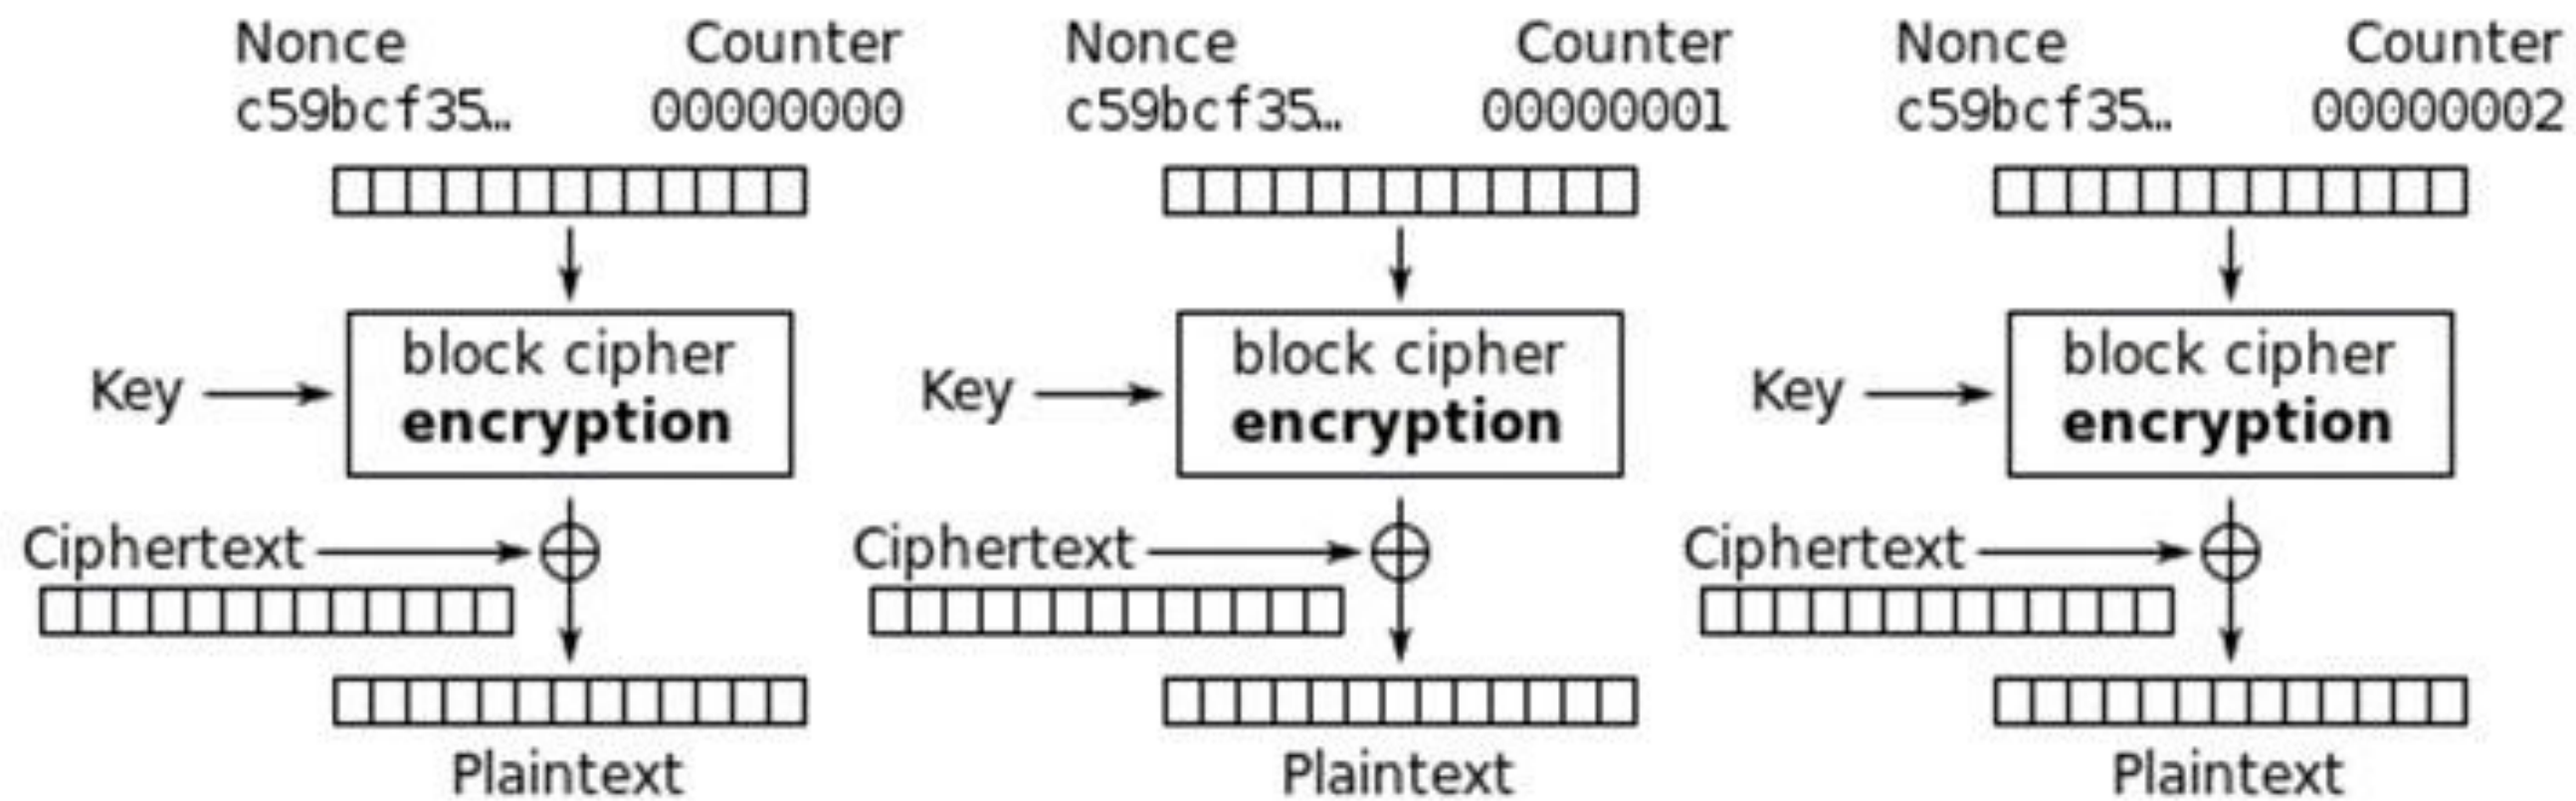 Nonce Counter Nonce Counter Nonce Counter
c59bcf35… 00000000 c59bcf35… 00000001 c59bcf35… 00000002
block cipher block cipher block cipher
Key Key Key
encryption encryption encryption
Ciphertext Ciphertext Ciphertext
Plaintext Plaintext Plaintext